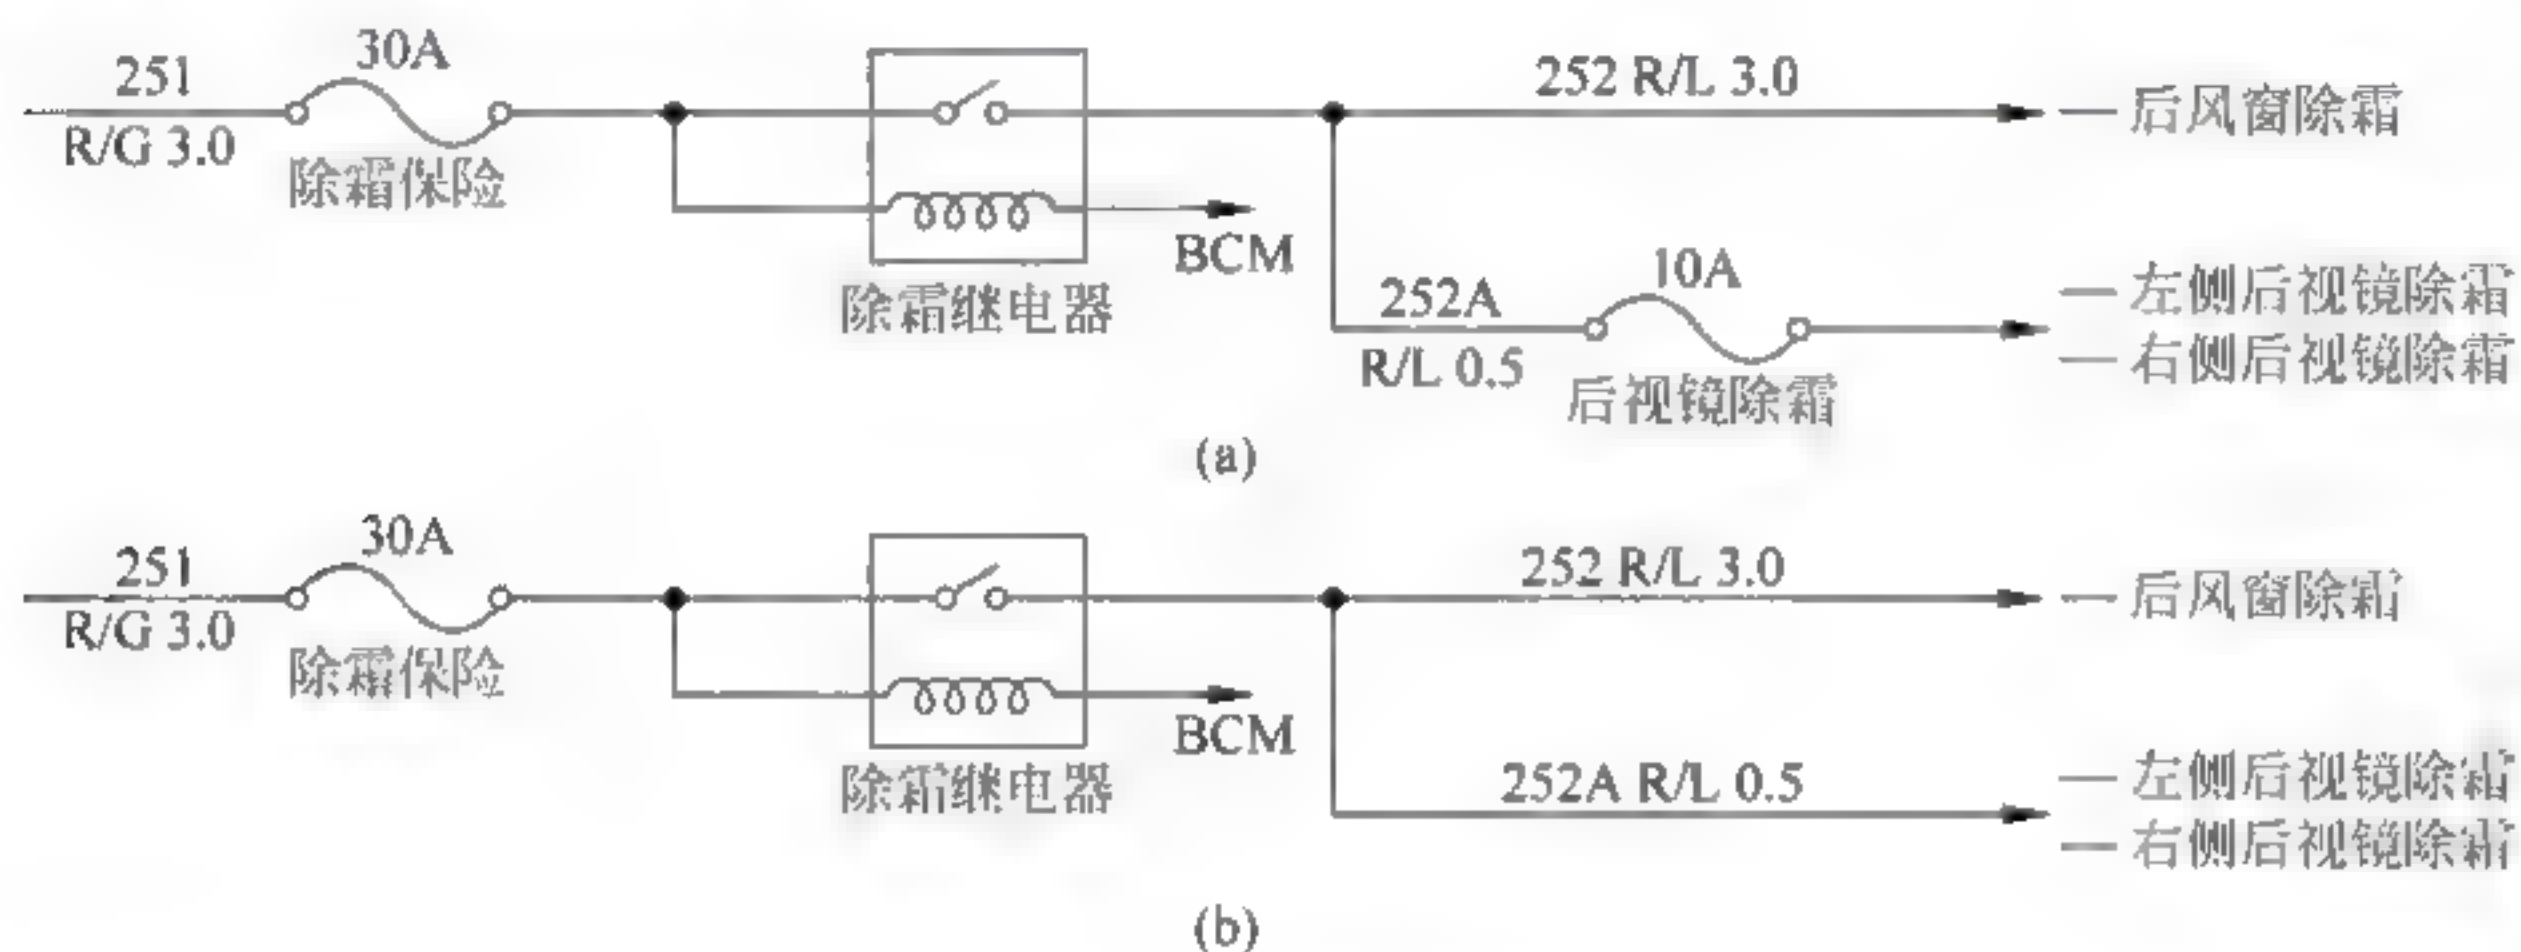 30A
251
R/G 3.0
除霜保险
除霜继电器
BCM
252 R/L 3.0
后风窗除霜
252A
R/L 0.5
10A
后视镜除霜
左侧后视镜除霜
右侧后视镜除霜
(a)
30A
251
R/G 3.0
除霜保险
除霜继电器
BCM
252 R/L 3.0
后风窗除霜
252A R/L 0.5
左侧后视镜除霜
右侧后视镜除霜
(b)